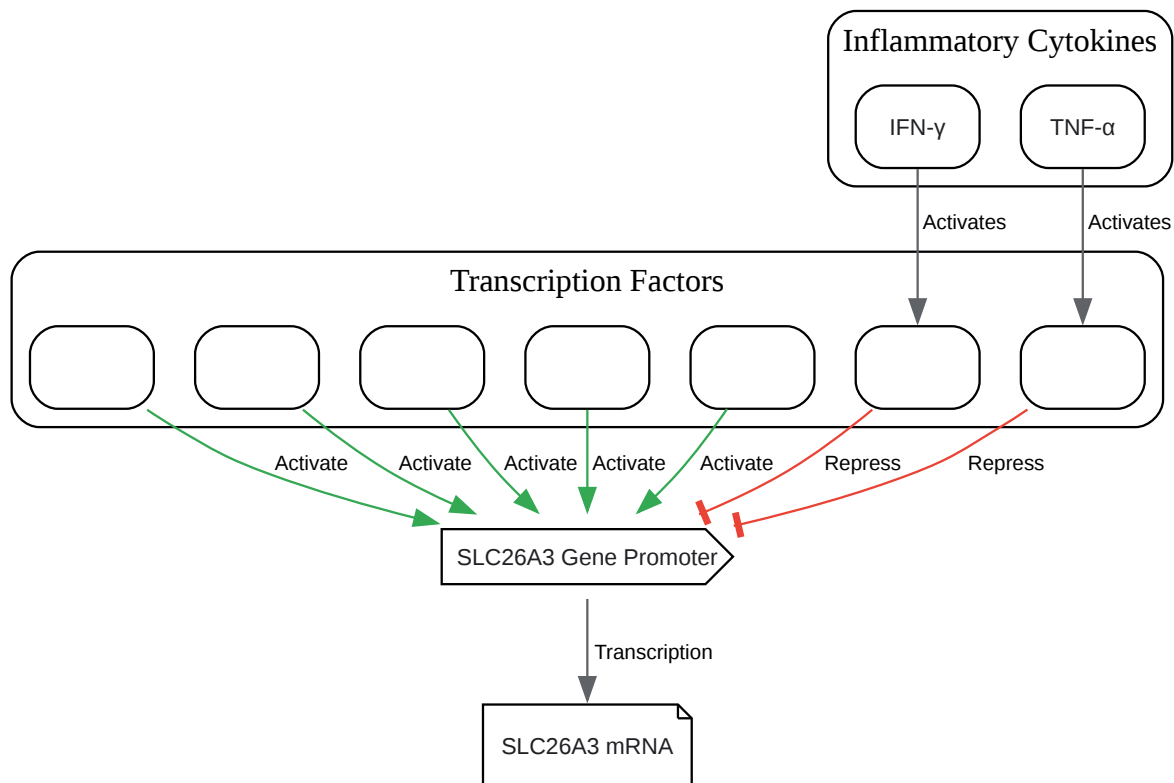 Inflammatory Cytokines
IFN-γ
TNF-α
Activates
Activates
Transcription Factors
Activate
Activate
Activate
Activate
Activate
Repress
Repress
SLC26A3 Gene Promoter
Transcription
SLC26A3 mRNA